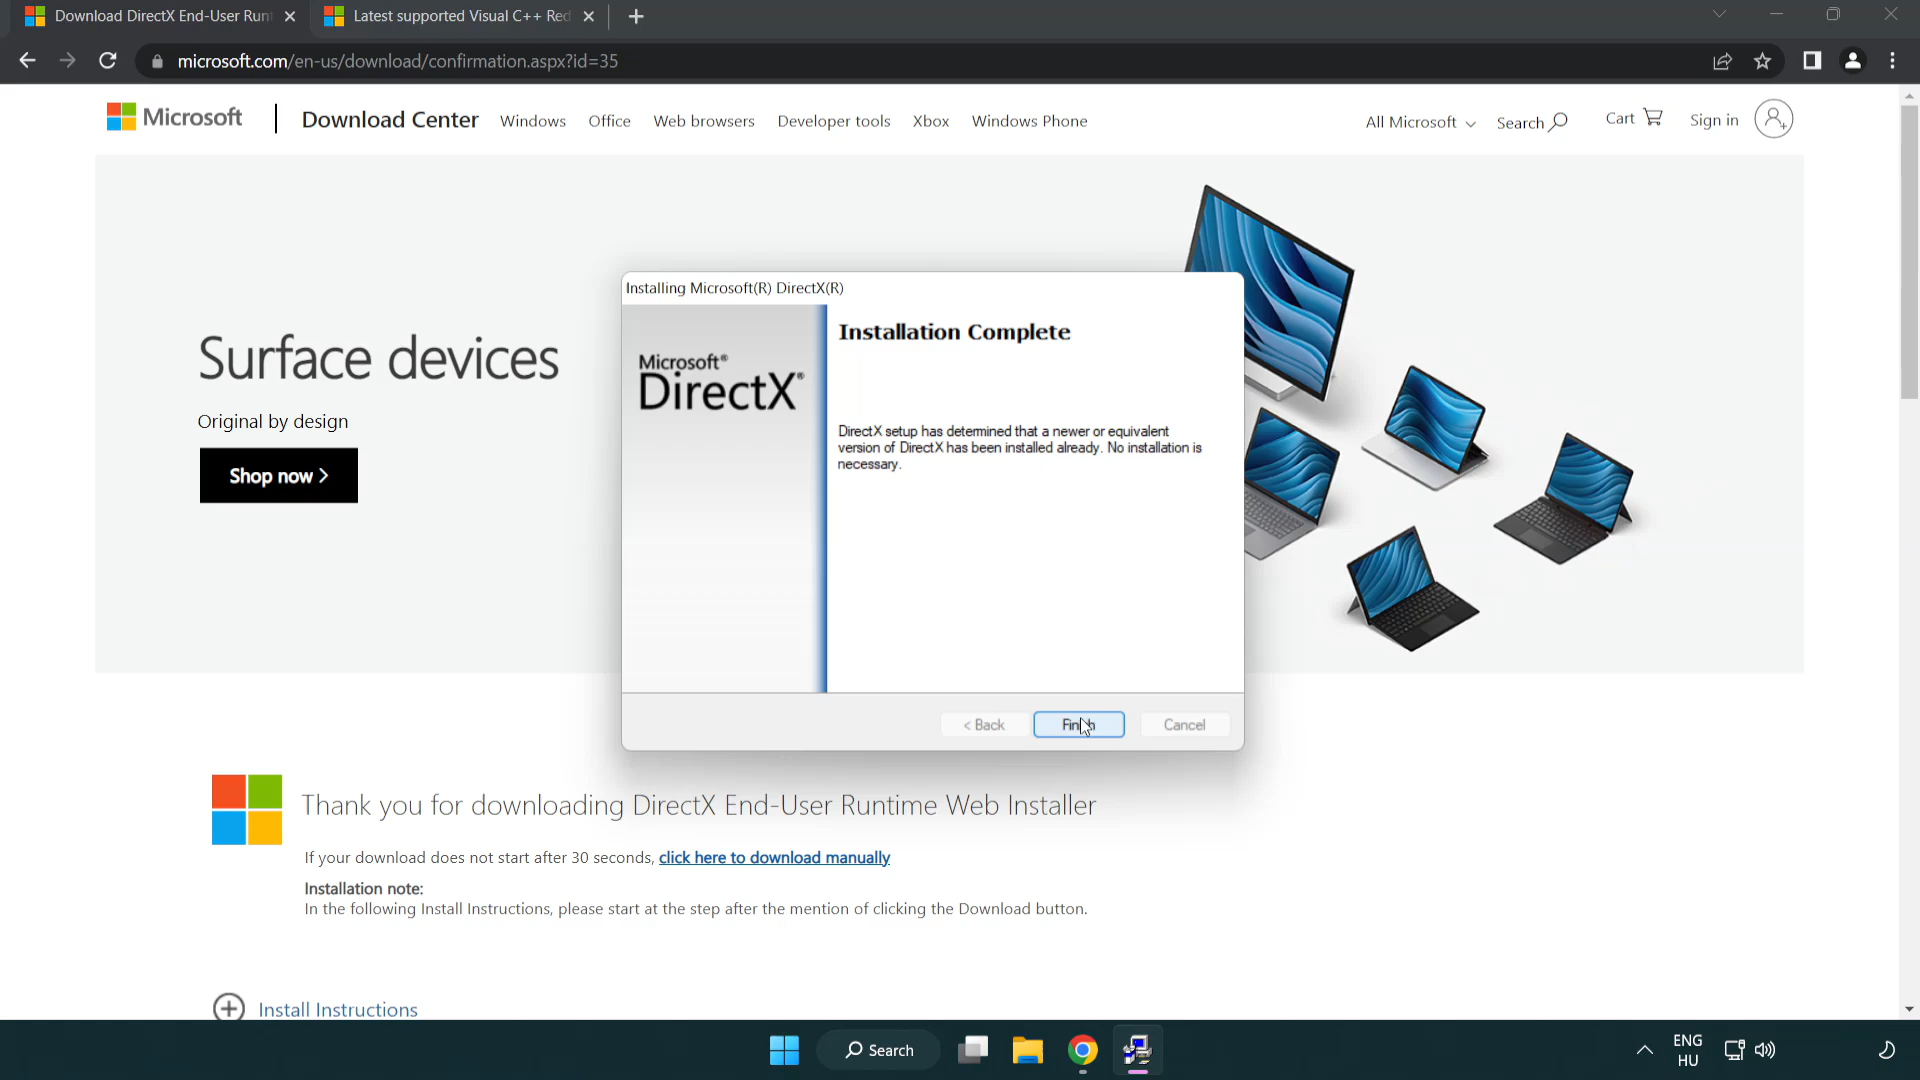 Download DirectX End-User Run
Latest supported Visual C++ Red
microsoft.com/en-us/download/confirmation.aspx?id=35
Microsoft
Download Center
Windows
Office
Web browsers
Developer tools
Xbox
Windows Phone
All Microsoft
Search
Cart
Sign in
Surface devices
Original by design
Shop now
Installing Microsoft(R) DirectX(R)
Microsoft®
DirectX®
Installation Complete
DirectX setup has determined that a newer or equivalent
version of DirectX has been installed already. No installation is
necessary.
< Back
Finish
Cancel
Thank you for downloading DirectX End-User Runtime Web Installer
If your download does not start after 30 seconds, click here to download manually
Installation note:
In the following Install Instructions, please start at the step after the mention of clicking the Download button.
Install Instructions
Search
ENG
HU